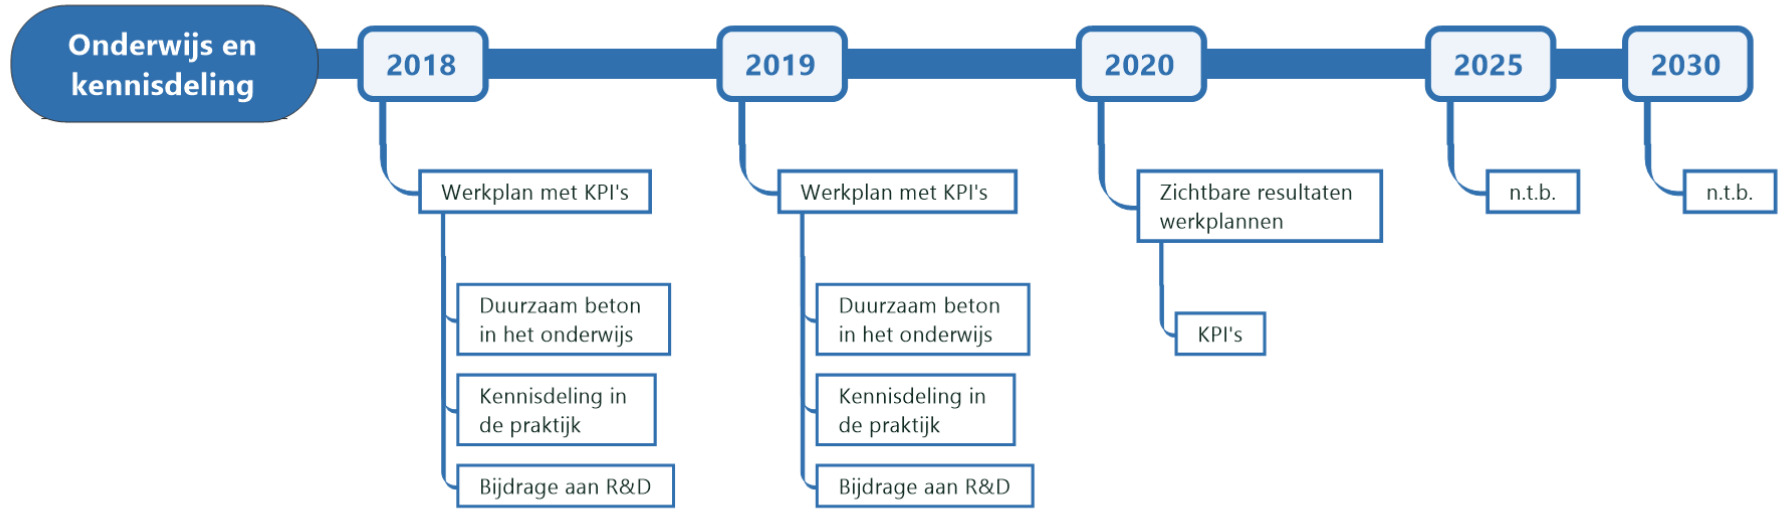 Onderwijs en
kennisdeling
2018
2019
2020
2025
2030
Werkplan met KPI's
Duurzaam beton
in het onderwijs
Kennisdeling in
de praktijk
Bijdrage aan R&D
Werkplan met KPI's
Duurzaam beton
in het onderwijs
Kennisdeling in
de praktijk
Bijdrage aan R&D
Zichtbare resultaten
werkplannen
KPI's
n.t.b.
n.t.b.